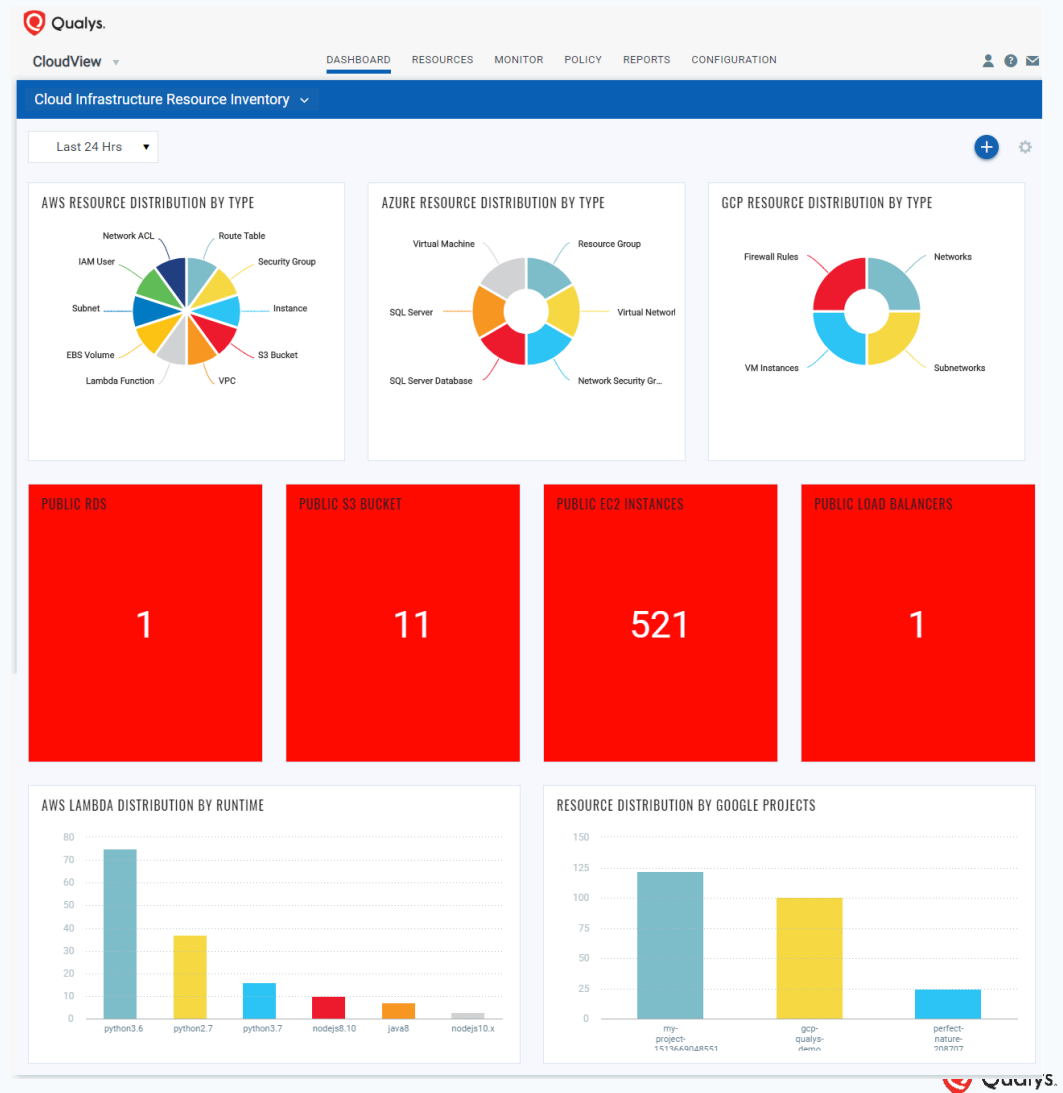 Qualys.
CloudView
DASHBOARD RESOURCES MONITOR POLICY REPORTS CONFIGURATION
Cloud Infrastructure Resource Inventory
Last 24 Hrs
AWS RESOURCE DISTRIBUTION BY TYPE
Network ACL
Route Table
IAM User
Security Group
Subnet
Instance
EBS Volume
S3 Bucket
Lambda Function
VPC
AZURE RESOURCE DISTRIBUTION BY TYPE
Virtual Machine
Resource Group
SQL Server
Virtual Networ
SQL Server Database
Network Security Gr...
GCP RESOURCE DISTRIBUTION BY TYPE
Firewall Rules
Networks
VM Instances
Subnetworks
PUBLIC RDS
1
PUBLIC S3 BUCKET
11
PUBLIC EC2 INSTANCES
521
PUBLIC LOAD BALANCERS
1
AWS LAMBDA DISTRIBUTION BY RUNTIME
80
70
60
50
40
30
20
10
0
python3.6 python2.7 python3.7 nodejs8.10 java8 nodejs10.x
RESOURCE DISTRIBUTION BY GOOGLE PROJECTS
150
125
100
75
50
25
0
my-
project-
1513669048551
gcp-
qualys-
demo
perfect-
nature-
208707
Qualys.